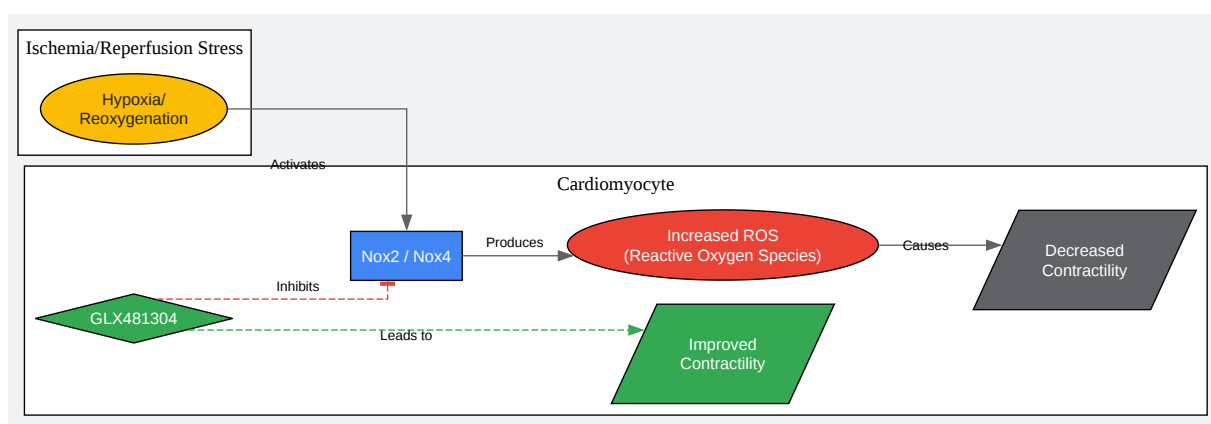 Ischemia/Reperfusion Stress
Hypoxia/
Reoxygenation
Activates
Cardiomyocyte
Nox2 / Nox4
Produces
Increased ROS
(Reactive Oxygen Species)
Causes
Decreased
Contractility
Inhibits
GLX481304
Leads to
Improved
Contractility